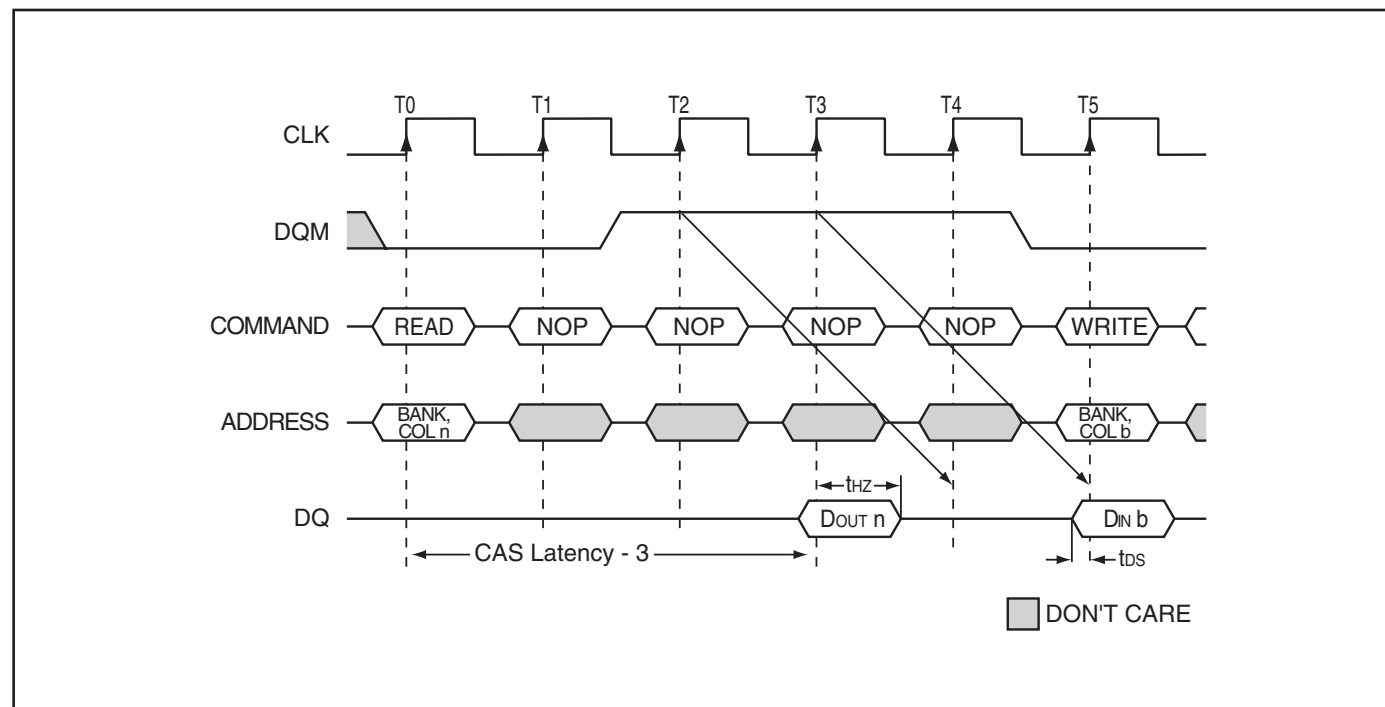 T0 T1 T2 T3 T4 T5
CLK
DQM
COMMAND READ NOP NOP NOP NOP WRITE
ADDRESS BANK, COL n BANK, COL b
tHZ
DQ DOUT n DIN b
CAS Latency - 3 tDS
DON'T CARE